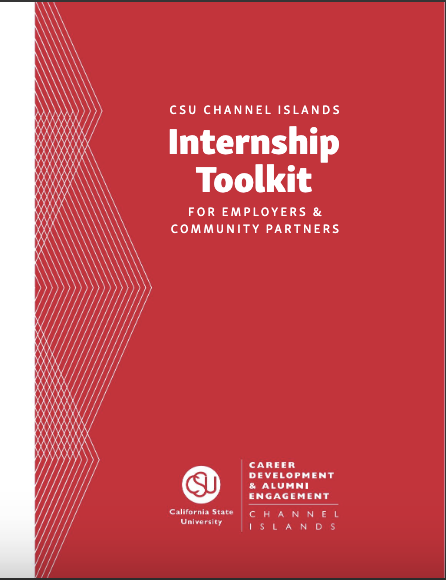 CSU CHANNEL ISLANDS
Internship
Toolkit
FOR EMPLOYERS &
COMMUNITY PARTNERS
CSU
California State
University
CAREER
DEVELOPMENT
& ALUMNI
ENGAGEMENT
CHANNEL
ISLANDS